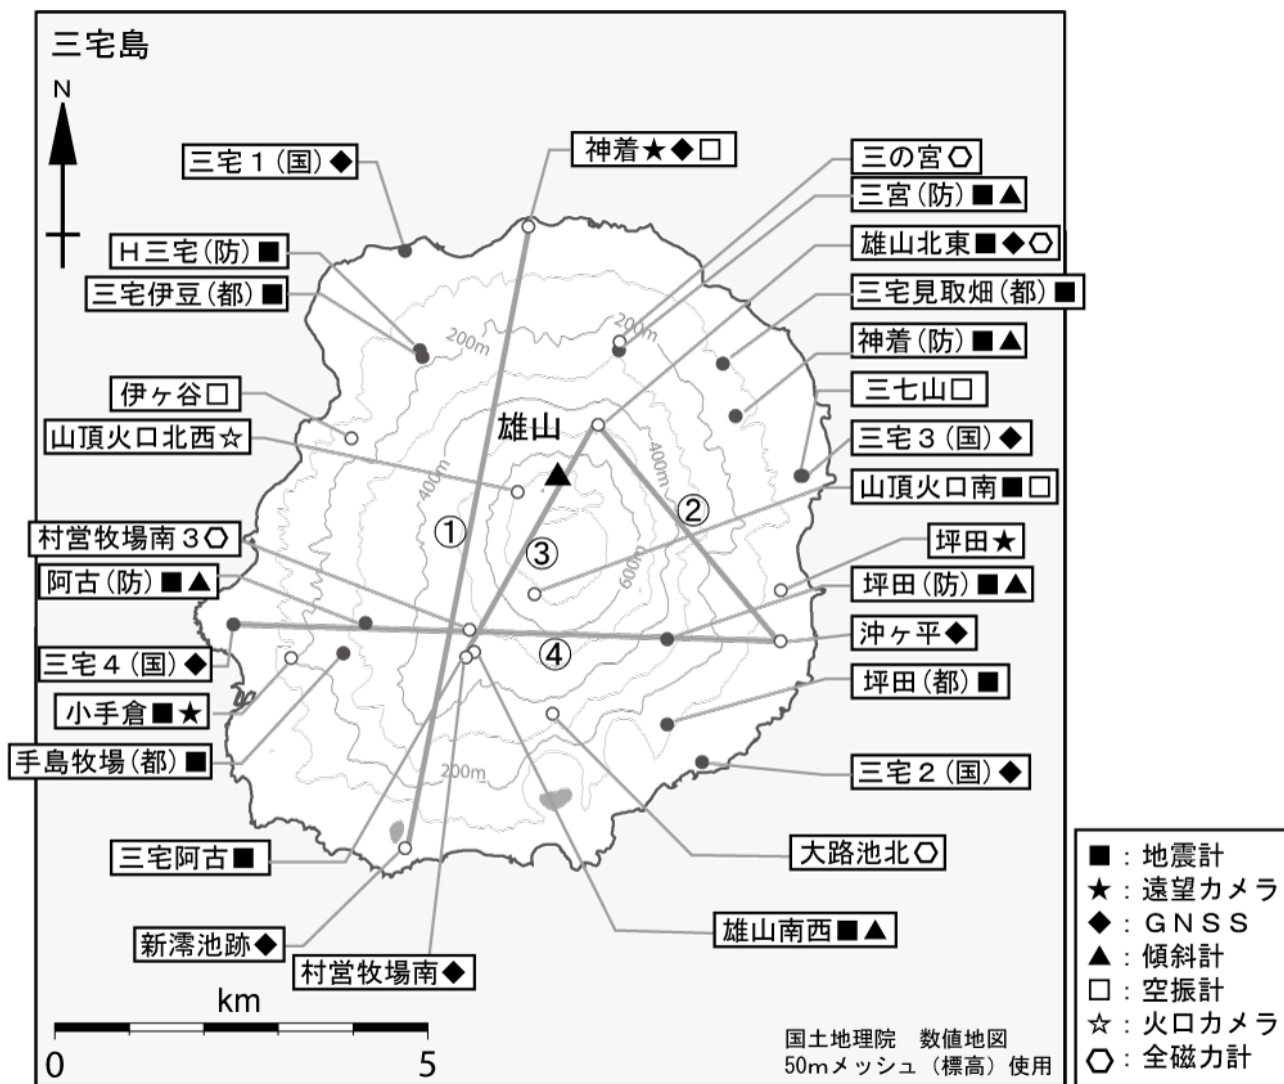 三宅島
N
神着★◆□
三宅1(国)◆
三の宮⬡
三宮(防)■▲
H三宅(防)■
雄山北東■◆⬡
三宅伊豆(都)■
三宅見取畑(都)■
200m
200m
神着(防)■▲
伊ヶ谷□
三七山□
雄山
山頂火口北西☆
三宅3(国)◆
400m
400m
山頂火口南■□
①
②
村営牧場南3⬡
坪田★
③
600m
阿古(防)■▲
坪田(防)■▲
沖ヶ平◆
三宅4(国)◆
④
坪田(都)■
小手倉■★
手島牧場(都)■
200m
三宅2(国)◆
三宅阿古■
大路池北⬡
新澪池跡◆
雄山南西■▲
村営牧場南◆
km
0
5
国土地理院 数値地図
50mメッシュ(標高)使用
■:地震計
★:遠望カメラ
◆:GNSS
▲:傾斜計
□:空振計
☆:火口カメラ
⬡:全磁力計